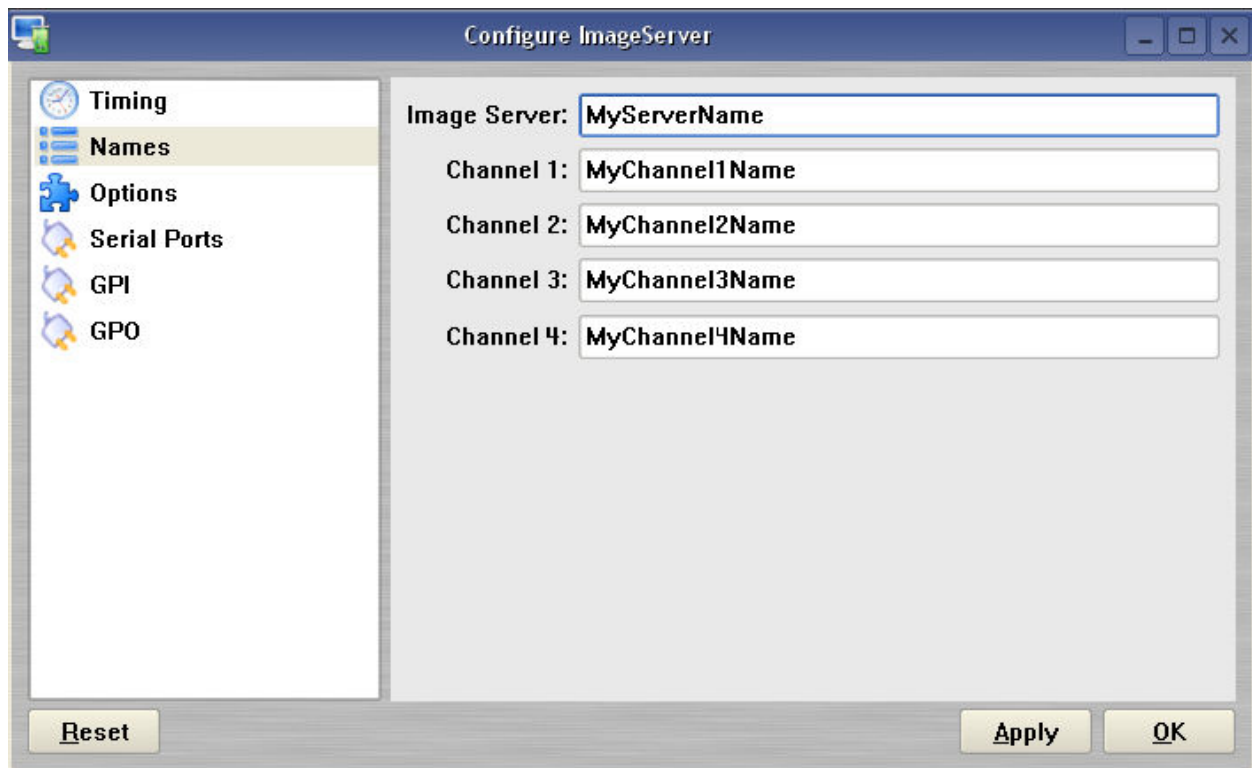 Configure ImageServer
Timing
Names
Options
Serial Ports
GPI
GPO
Image Server: MyServerName
Channel 1: MyChannel1Name
Channel 2: MyChannel2Name
Channel 3: MyChannel3Name
Channel 4: MyChannel4Name
Reset
Apply
OK